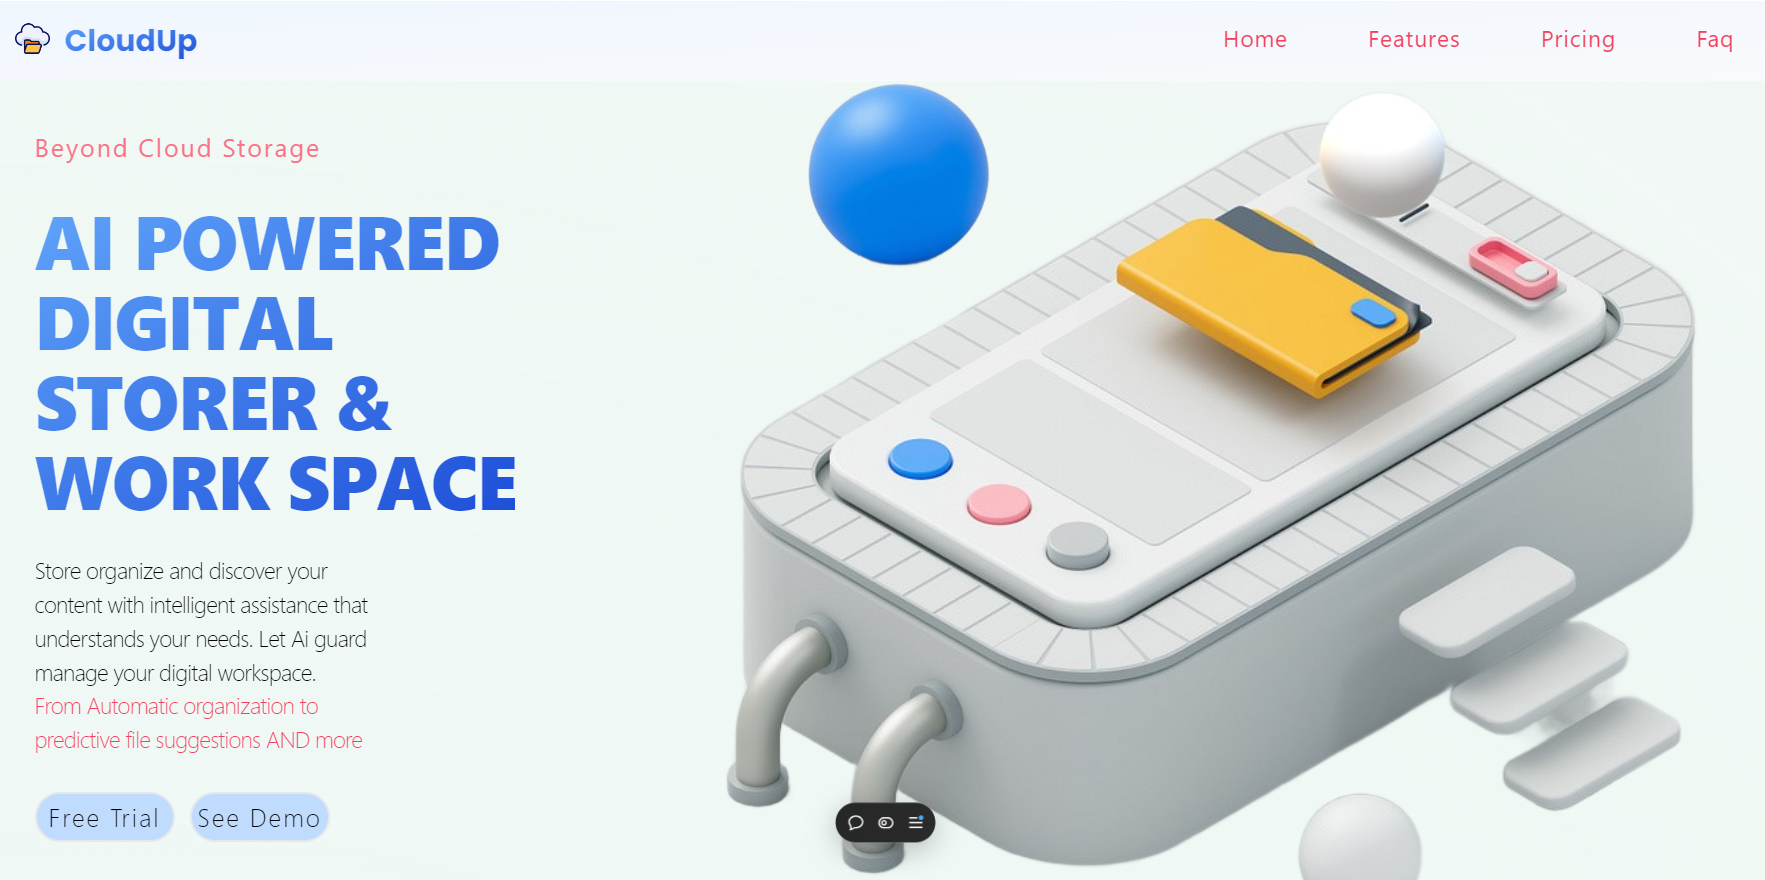 CloudUp
Home Features Pricing Faq
Beyond Cloud Storage
AI POWERED
DIGITAL
STORER &
WORK SPACE
Store organize and discover your
content with intelligent assistance that
understands your needs. Let Ai guard
manage your digital workspace.
From Automatic organization to
predictive file suggestions AND more
Free Trial See Demo